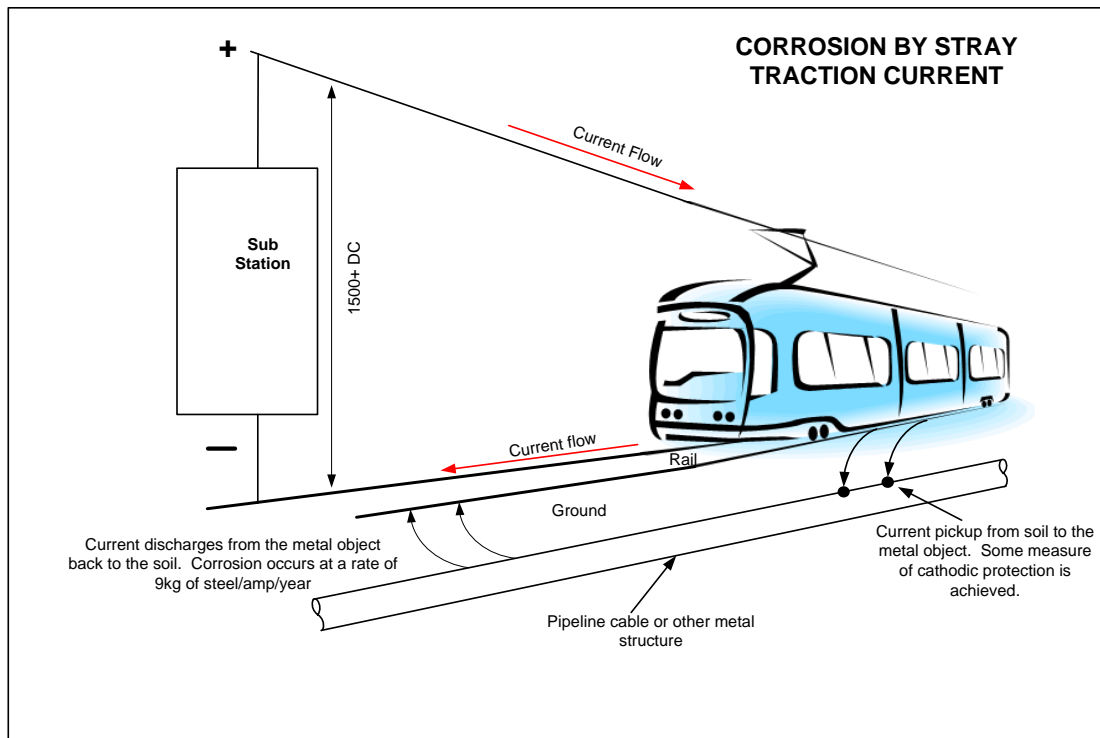 CORROSION BY STRAY
TRACTION CURRENT
+
Current Flow
Sub
Station
1500+ DC
–
Current flow
Rail
Ground
Current discharges from the metal object
back to the soil.  Corrosion occurs at a rate of
9kg of steel/amp/year
Current pickup from soil to the
metal object.  Some measure
of cathodic protection is
achieved.
Pipeline cable or other metal
structure